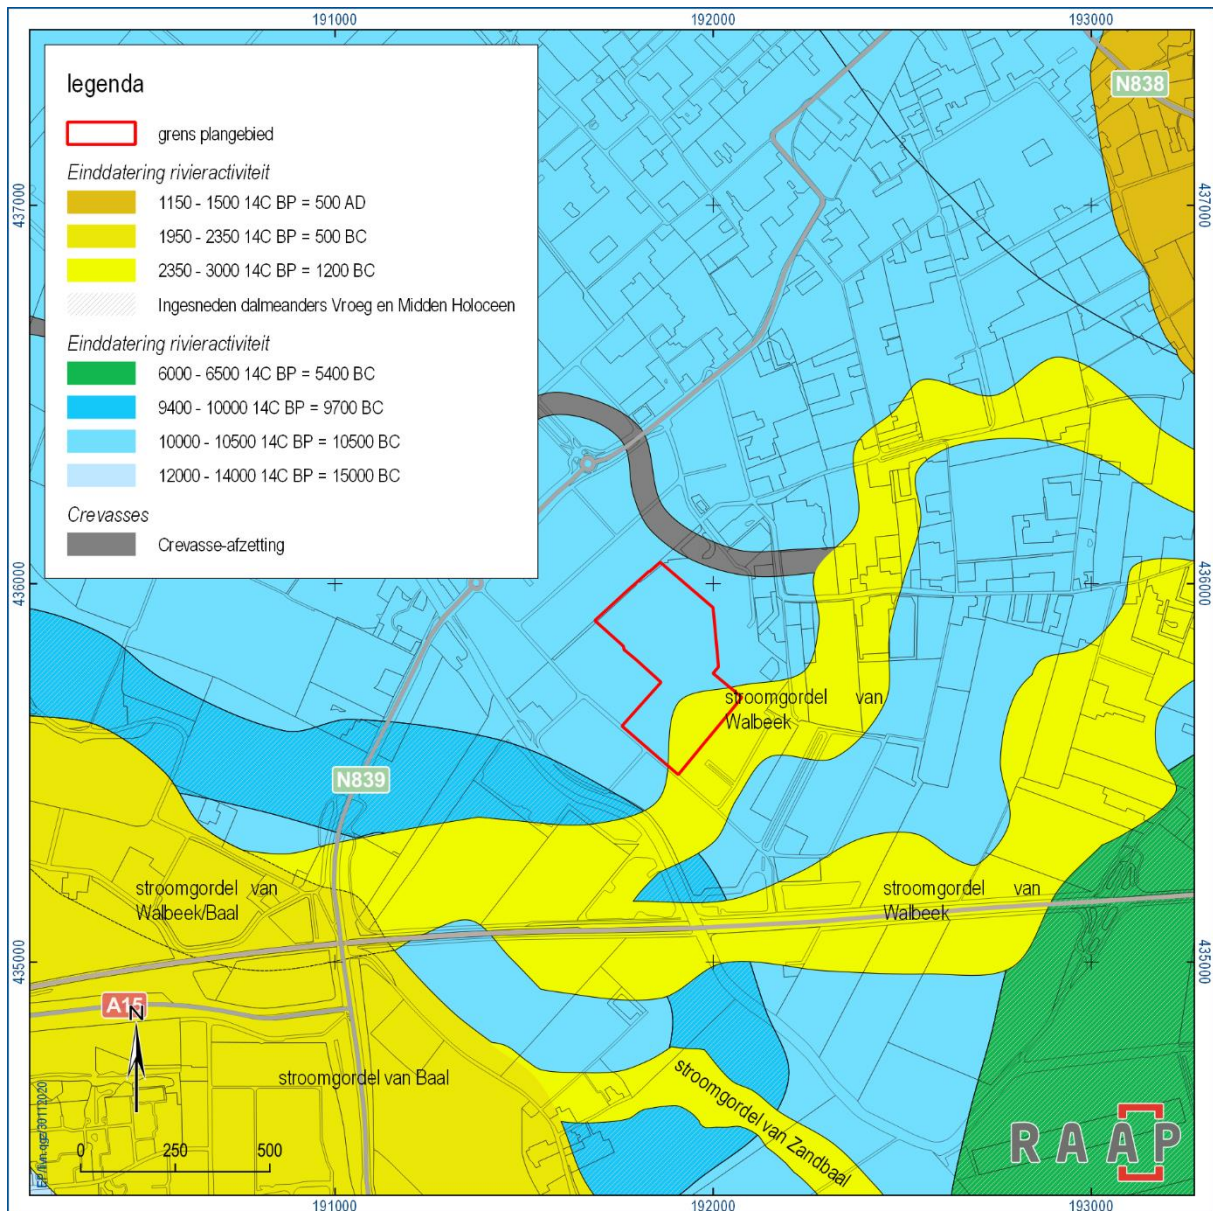 191000
192000
193000
legenda
grens plangebied
Einddatering rivieractiviteit
1150 - 1500 14C BP = 500 AD
1950 - 2350 14C BP = 500 BC
2350 - 3000 14C BP = 1200 BC
Ingesneden dalmeanders Vroeg en Midden Holoceen
Einddatering rivieractiviteit
6000 - 6500 14C BP = 5400 BC
9400 - 10000 14C BP = 9700 BC
10000 - 10500 14C BP = 10500 BC
12000 - 14000 14C BP = 15000 BC
Crevasses
Crevasse-afzetting
N838
437000
437000
436000
436000
stroomgordel van
Walbeek
N839
stroomgordel van
Walbeek/Baal
stroomgordel van
Walbeek
435000
435000
A15
N
stroomgordel van Baal
stroomgordel van Zandbaal
0 250 500
RAAP
191000
192000
193000